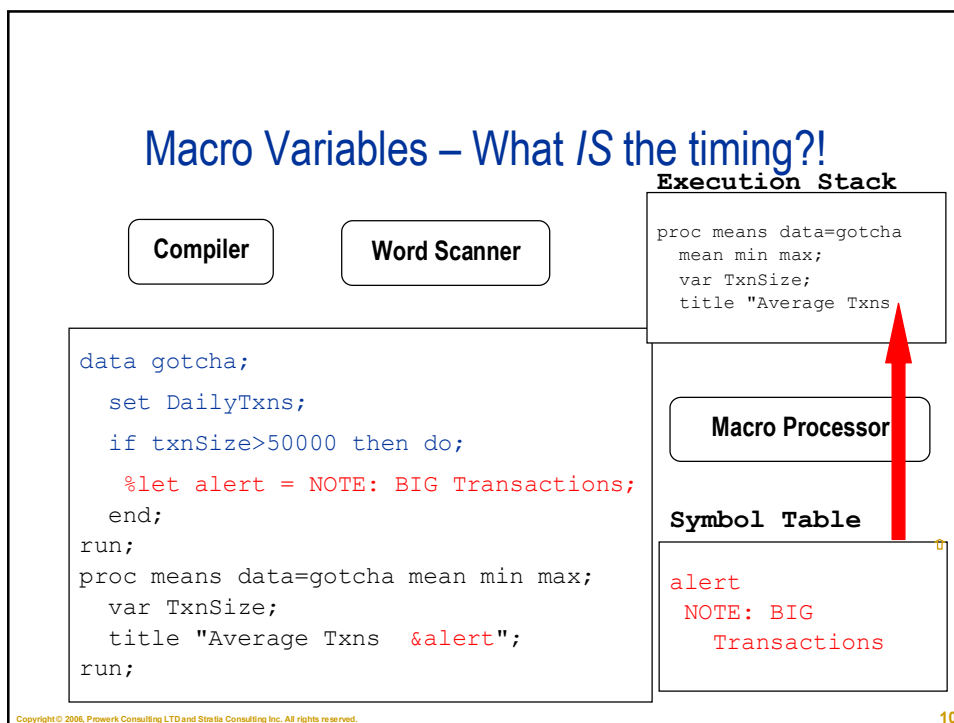 Macro Variables – What IS the timing?!
Execution Stack
Compiler
Word Scanner
proc means data=gotcha
mean min max;
var TxnSize;
title "Average Txns
data gotcha;
set DailyTxns;
if txnSize>50000 then do;
%let alert = NOTE: BIG Transactions;
end;
run;
proc means data=gotcha mean min max;
var TxnSize;
title "Average Txns &alert";
run;
Macro Processor
Symbol Table
alert
NOTE: BIG
Transactions
Copyright © 2006, Prowerk Consulting LTD and Stratia Consulting Inc. All rights reserved.
10